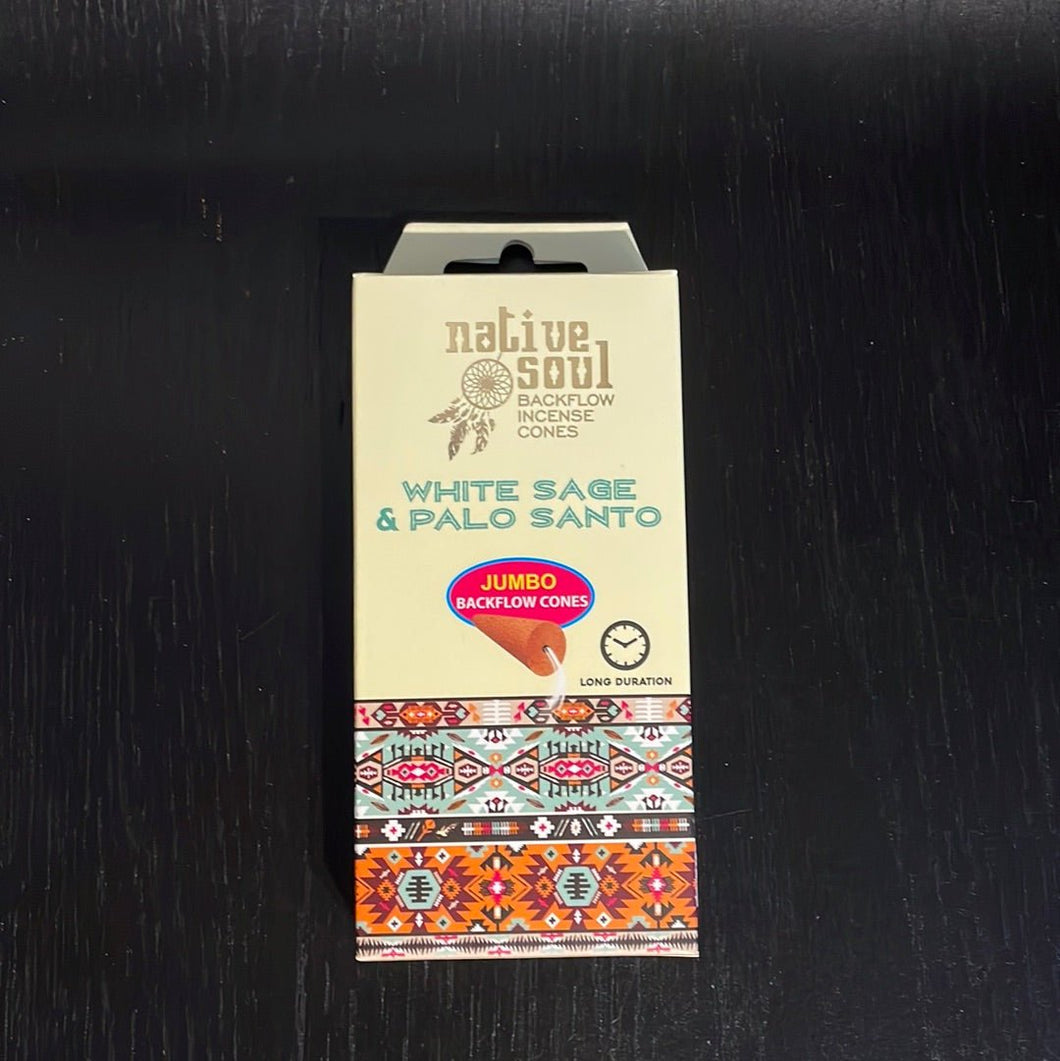 native
soul
BACKFLOW
INCENSE
CONES
WHITE SAGE
& PALO SANTO
JUMBO
BACKFLOW CONES
LONG DURATION